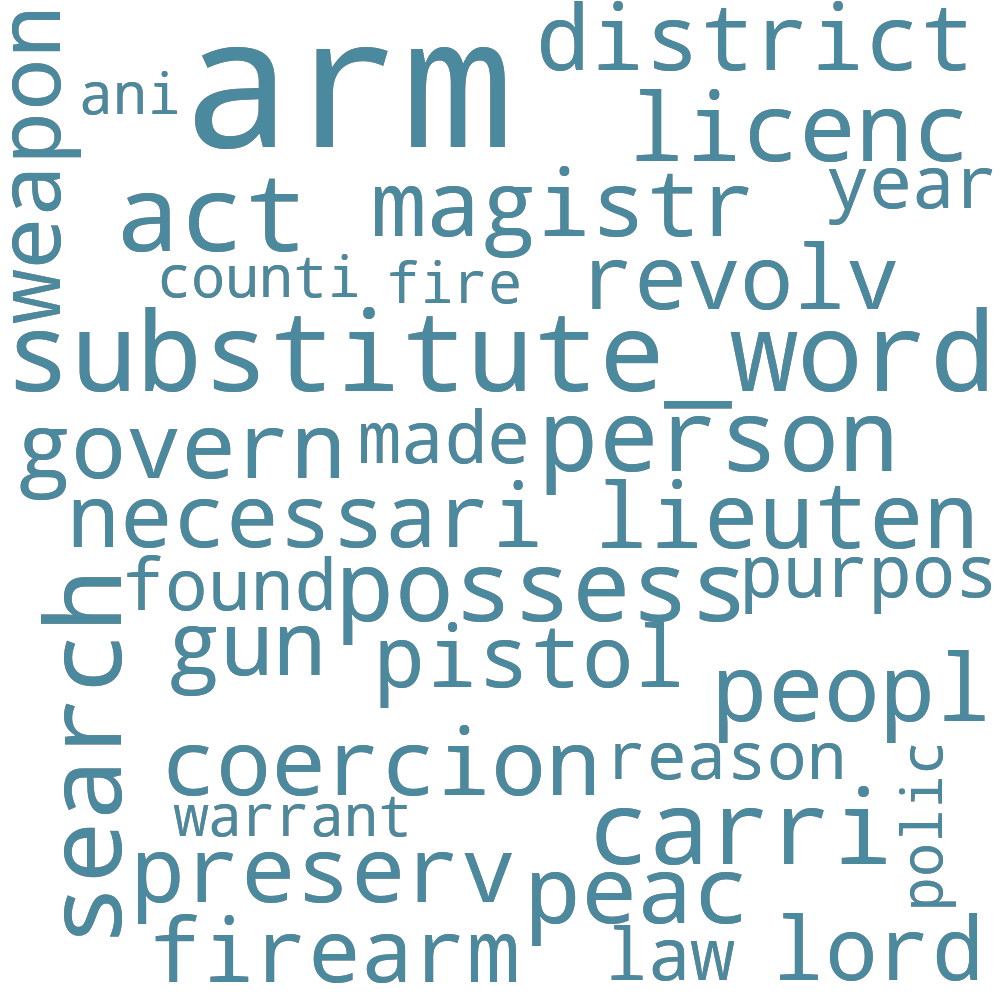 weapon
ani
arm
district
licenc
act
magistr
year
counti
fire
revolv
substitute_word
govern
made
person
necessari
lieuten
search
found
possess
purpos
gun
pistol
peopl
coercion
reason
polic
warrant
carri
preserv
peac
firearm
law
lord